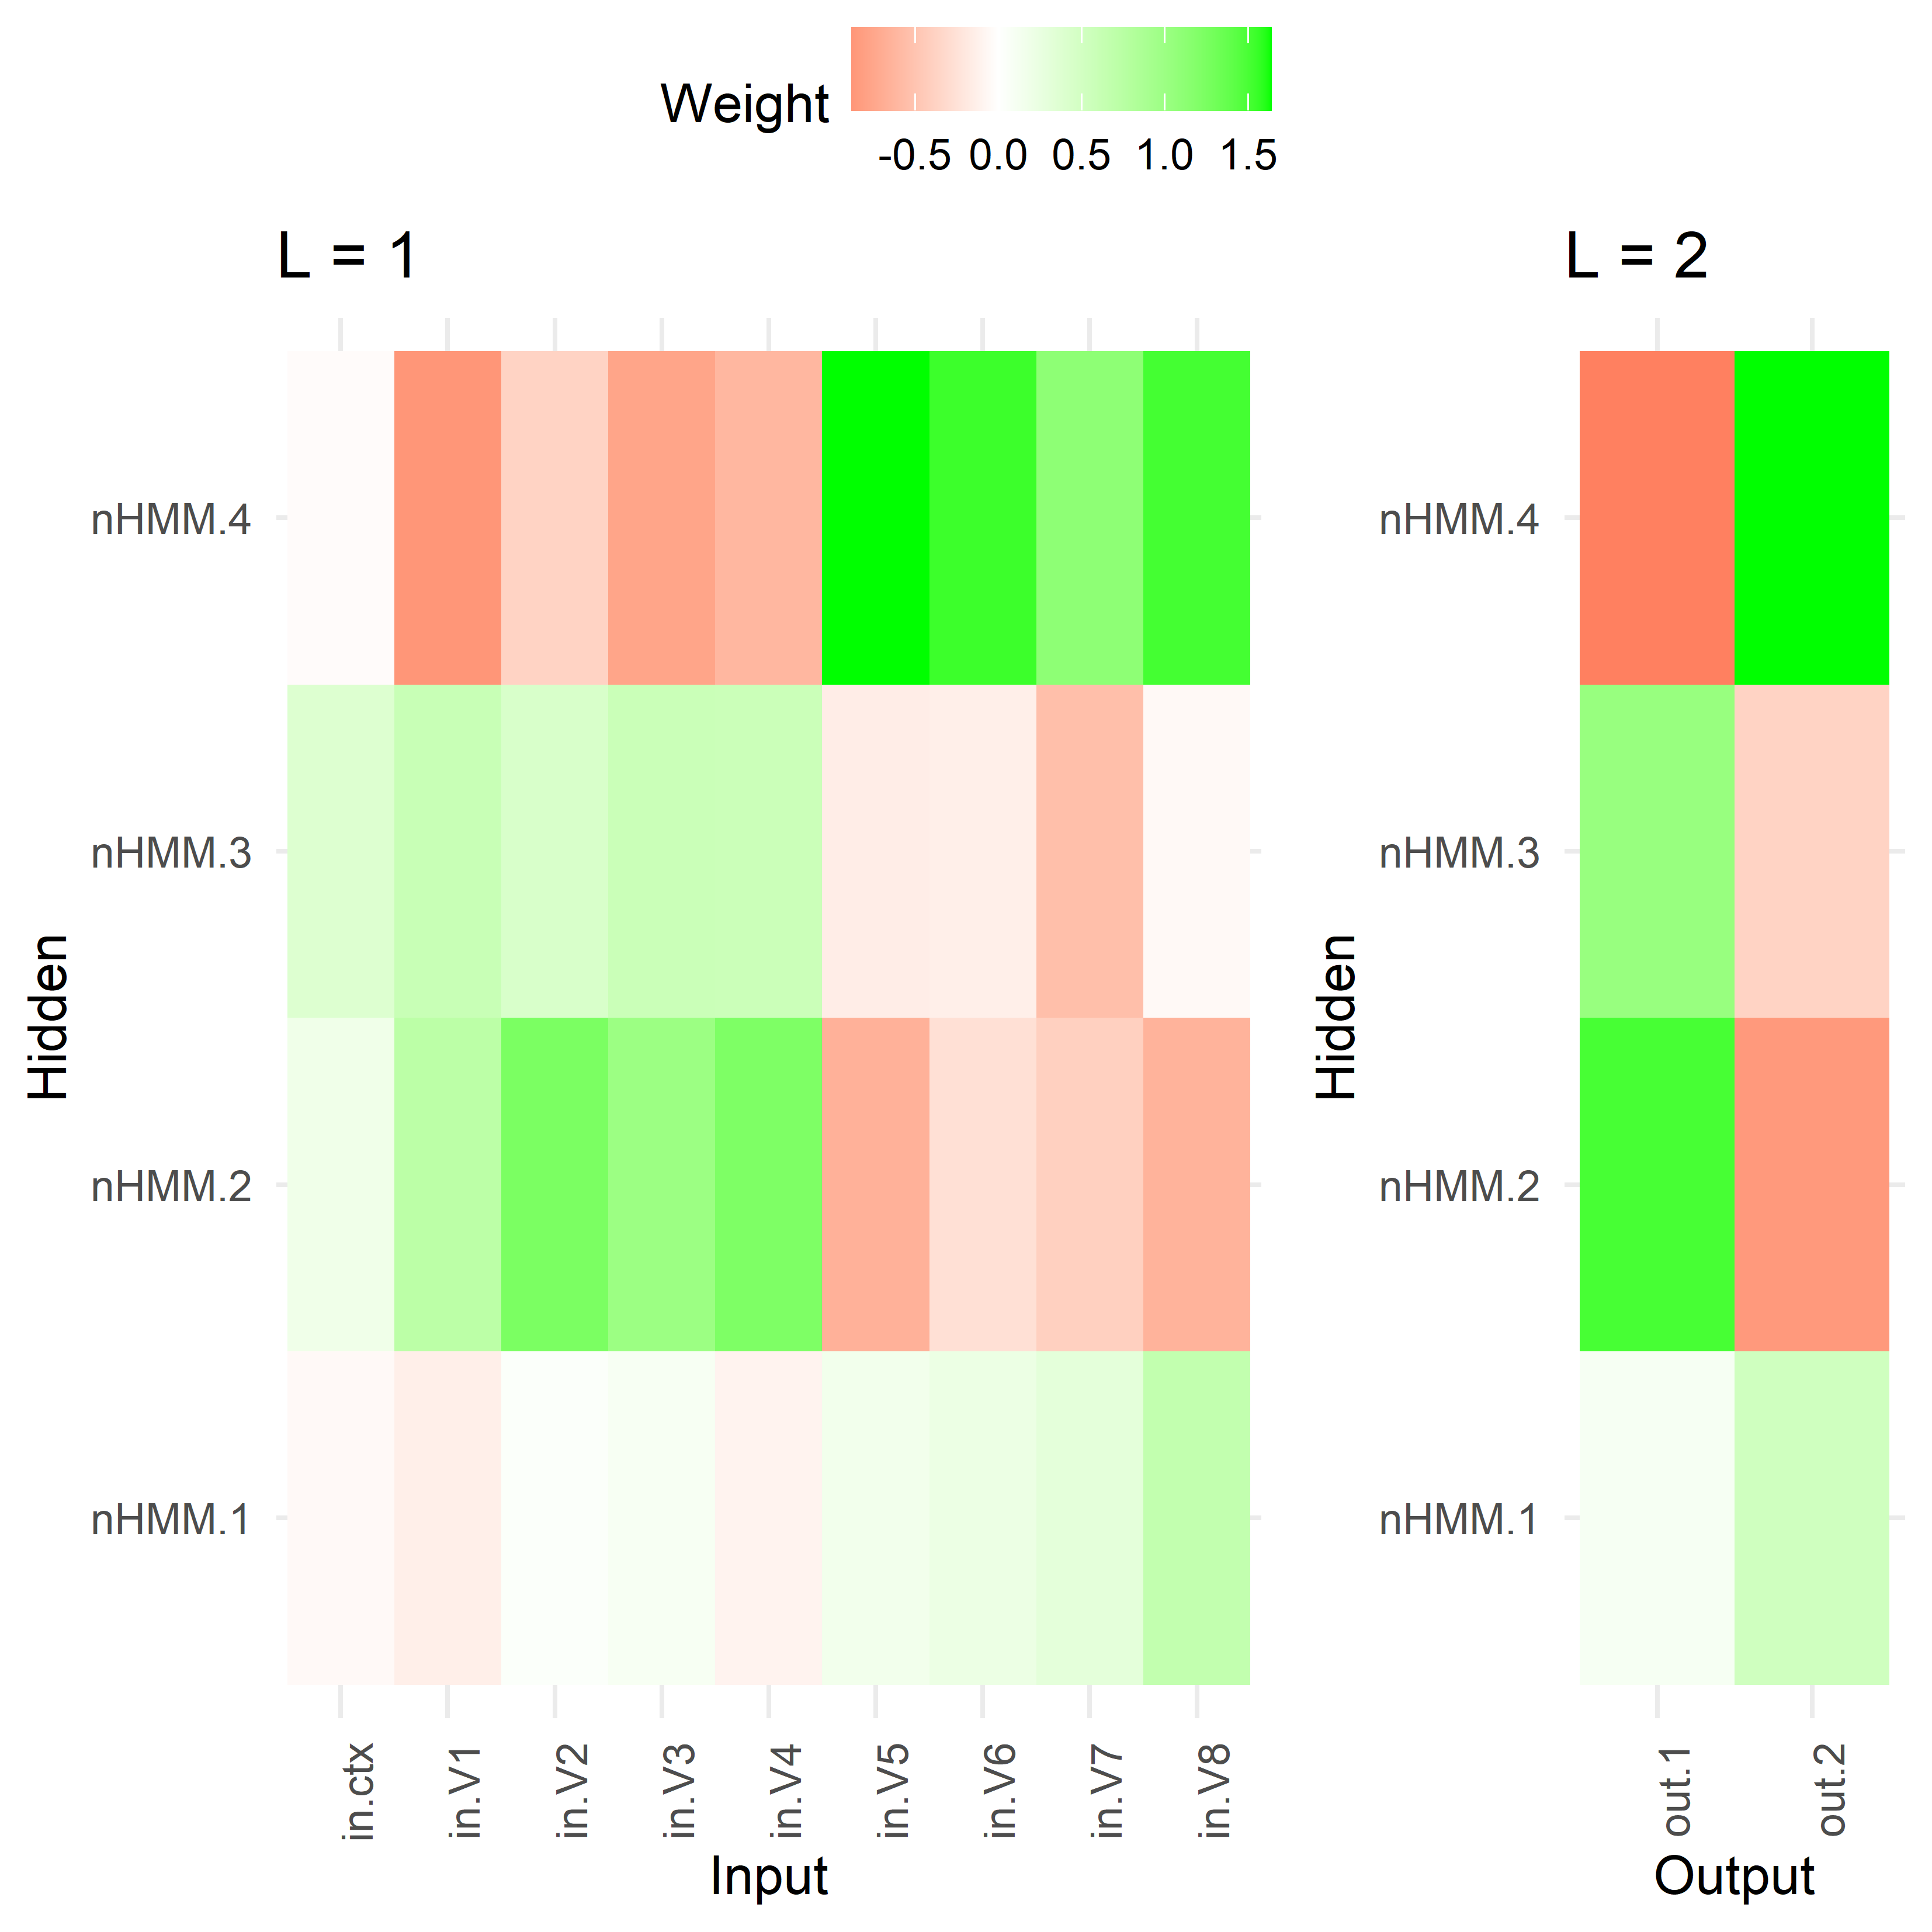 Weight
-0.5 0.0 0.5 1.0 1.5
L = 1
L = 2
Hidden
nHMM.4
nHMM.3
nHMM.2
nHMM.1
in.ctx in.V1 in.V2 in.V3 in.V4 in.V5 in.V6 in.V7 in.V8
Input
Hidden
nHMM.4
nHMM.3
nHMM.2
nHMM.1
out.1 out.2
Output